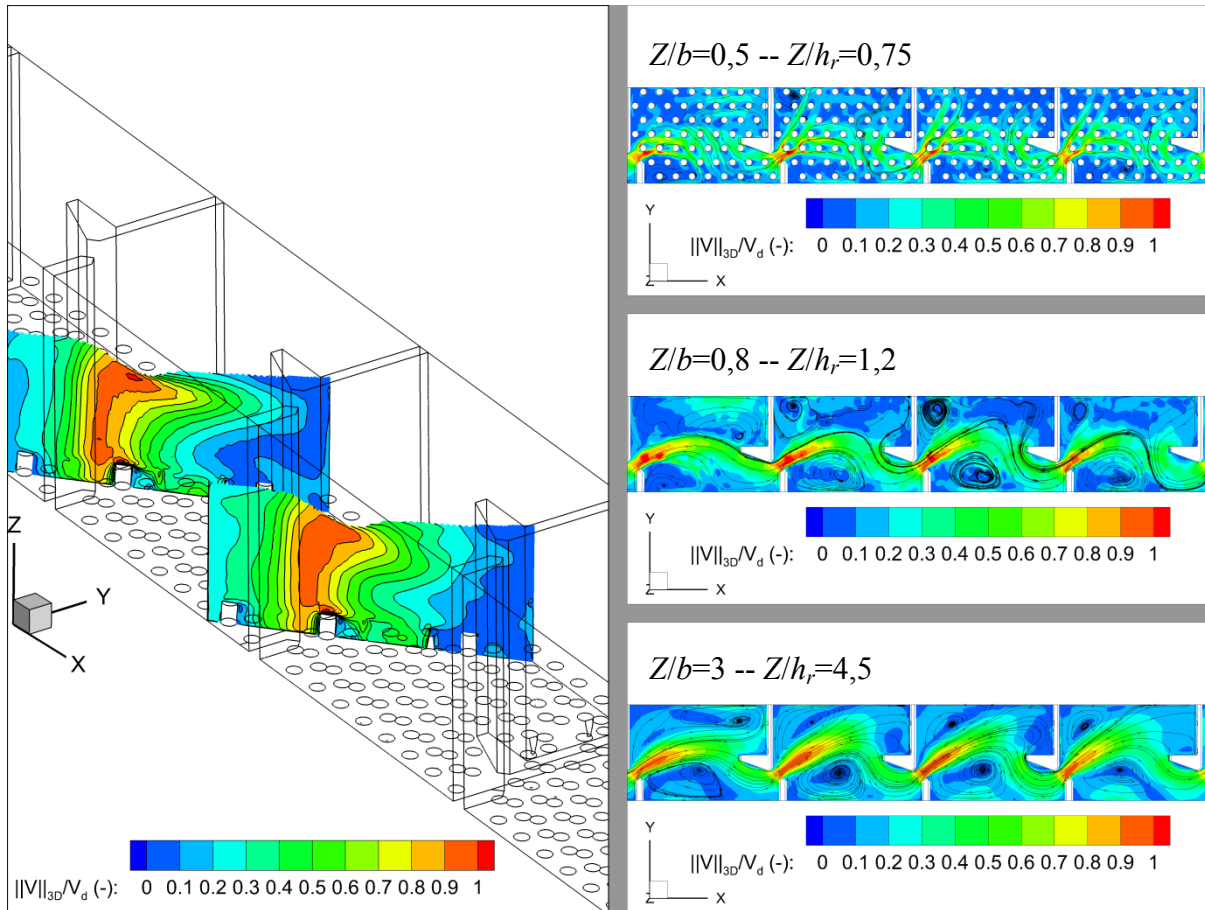 Z
Y
X
||V||3D/Vd (-):
0 0.1 0.2 0.3 0.4 0.5 0.6 0.7 0.8 0.9 1
Z/b=0,5 -- Z/hr=0,75
Y
Z X
||V||3D/Vd (-):
0 0.1 0.2 0.3 0.4 0.5 0.6 0.7 0.8 0.9 1
Z/b=0,8 -- Z/hr=1,2
Y
Z X
||V||3D/Vd (-):
0 0.1 0.2 0.3 0.4 0.5 0.6 0.7 0.8 0.9 1
Z/b=3 -- Z/hr=4,5
Y
Z X
||V||3D/Vd (-):
0 0.1 0.2 0.3 0.4 0.5 0.6 0.7 0.8 0.9 1